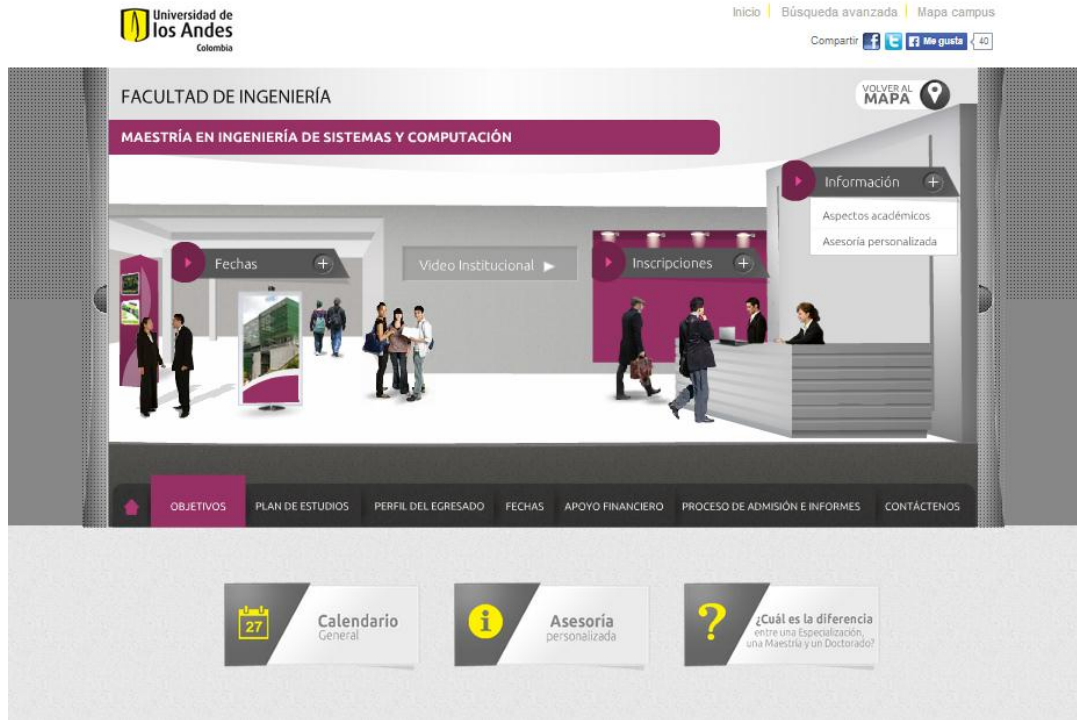 Universidad de
los Andes
Colombia
Inicio
Búsqueda avanzada
Mapa campus
Compartir
Me gusta
40
FACULTAD DE INGENIERÍA
VOLVER AL
MAPA
MAESTRÍA EN INGENIERÍA DE SISTEMAS Y COMPUTACIÓN
Información
Aspectos académicos
Asesoría personalizada
Fechas
Video Institucional
Inscripciones
OBJETIVOS
PLAN DE ESTUDIOS
PERFIL DEL EGRESADO
FECHAS
APOYO FINANCIERO
PROCESO DE ADMISIÓN E INFORMES
CONTÁCTENOS
27
Calendario
General
Asesoría
personalizada
¿Cuál es la diferencia
entre una Especialización,
una Maestría y un Doctorado?